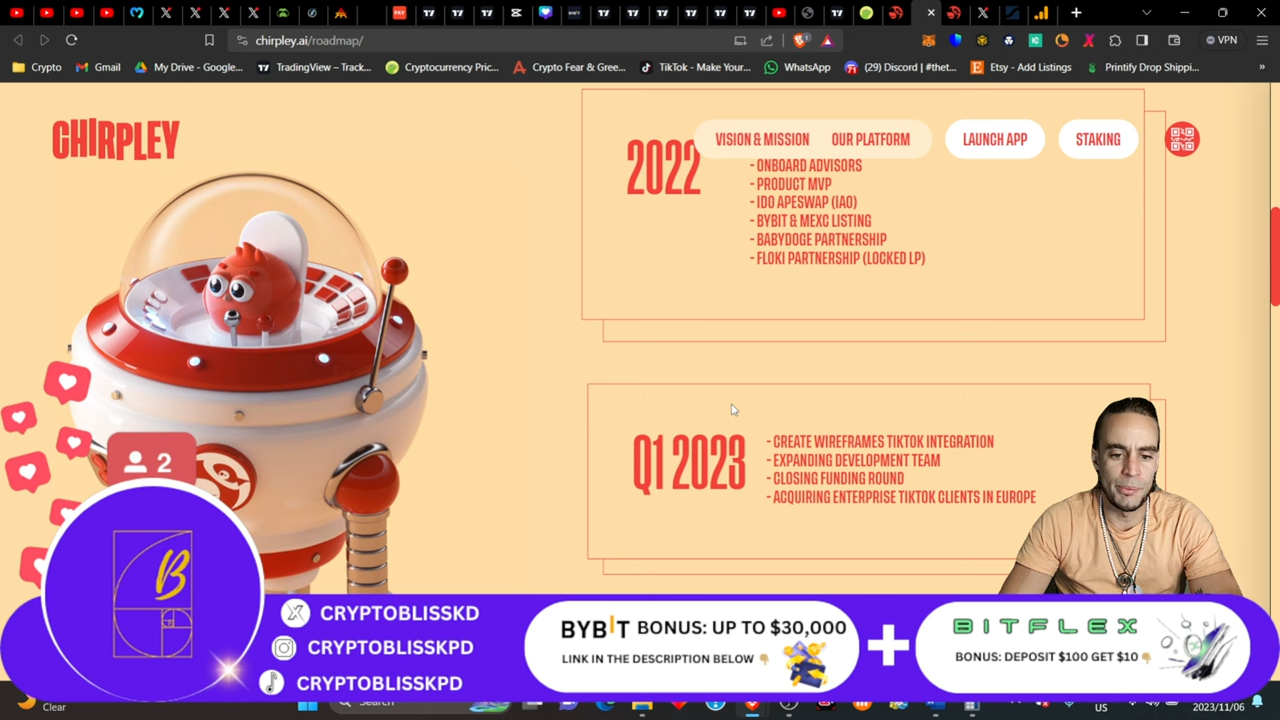 chirpley.ai/roadmap/
VPN
Crypto
Gmail
My Drive - Google...
TradingView – Track...
Cryptocurrency Pric...
Crypto Fear & Gree...
TikTok - Make Your...
WhatsApp
(29) Discord | #thet...
Etsy - Add Listings
Printify Drop Shippi...
»
CHIRPLEY
VISION & MISSION
OUR PLATFORM
LAUNCH APP
STAKING
2022
- ONBOARD ADVISORS
- PRODUCT MVP
- IDO APESWAP (IAO)
- BYBIT & MEXC LISTING
- BABYDOGE PARTNERSHIP
- FLOKI PARTNERSHIP (LOCKED LP)
Q1 2023
- CREATE WIREFRAMES TIKTOK INTEGRATION
- EXPANDING DEVELOPMENT TEAM
- CLOSING FUNDING ROUND
- ACQUIRING ENTERPRISE TIKTOK CLIENTS IN EUROPE
2
B
CRYPTOBLISSKD
CRYPTOBLISSKPD
CRYPTOBLISSKPD
BYBIT BONUS: UP TO $30,000
LINK IN THE DESCRIPTION BELOW
BITFLEX
BONUS: DEPOSIT $100 GET $10
Clear
Search
US
2023/11/06